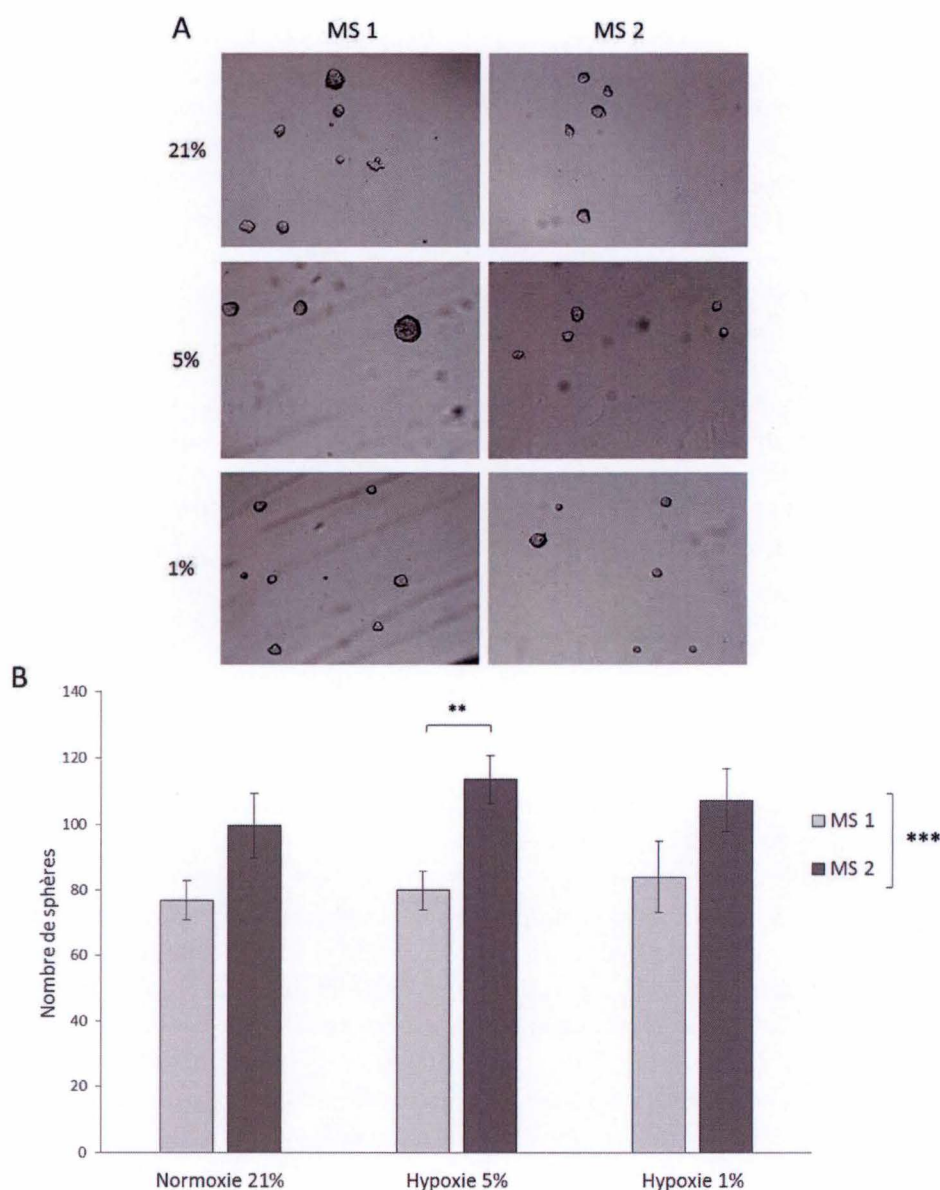 A
MS 1 MS 2
21%
5%
1%
B
140
**
120
100
80
60
40
20
0
Nombre de sphères
MS 1
MS 2
***
Normoxie 21% Hypoxie 5% Hypoxie 1%